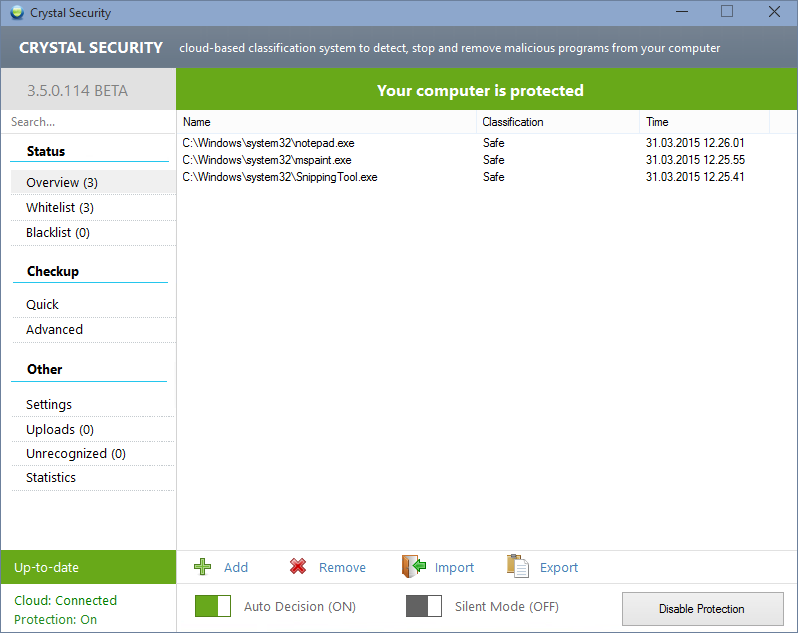 Crystal Security
CRYSTAL SECURITY cloud-based classification system to detect, stop and remove malicious programs from your computer
3.5.0.114 BETA
Your computer is protected
Search...
Name Classification Time
C:\Windows\system32\notepad.exe Safe 31.03.2015 12.26.01
C:\Windows\system32\mspaint.exe Safe 31.03.2015 12.25.55
C:\Windows\system32\SnippingTool.exe Safe 31.03.2015 12.25.41
Status
Overview (3)
Whitelist (3)
Blacklist (0)
Checkup
Quick
Advanced
Other
Settings
Uploads (0)
Unrecognized (0)
Statistics
Up-to-date
Add Remove Import Export
Cloud: Connected
Protection: On
Auto Decision (ON) Silent Mode (OFF) Disable Protection